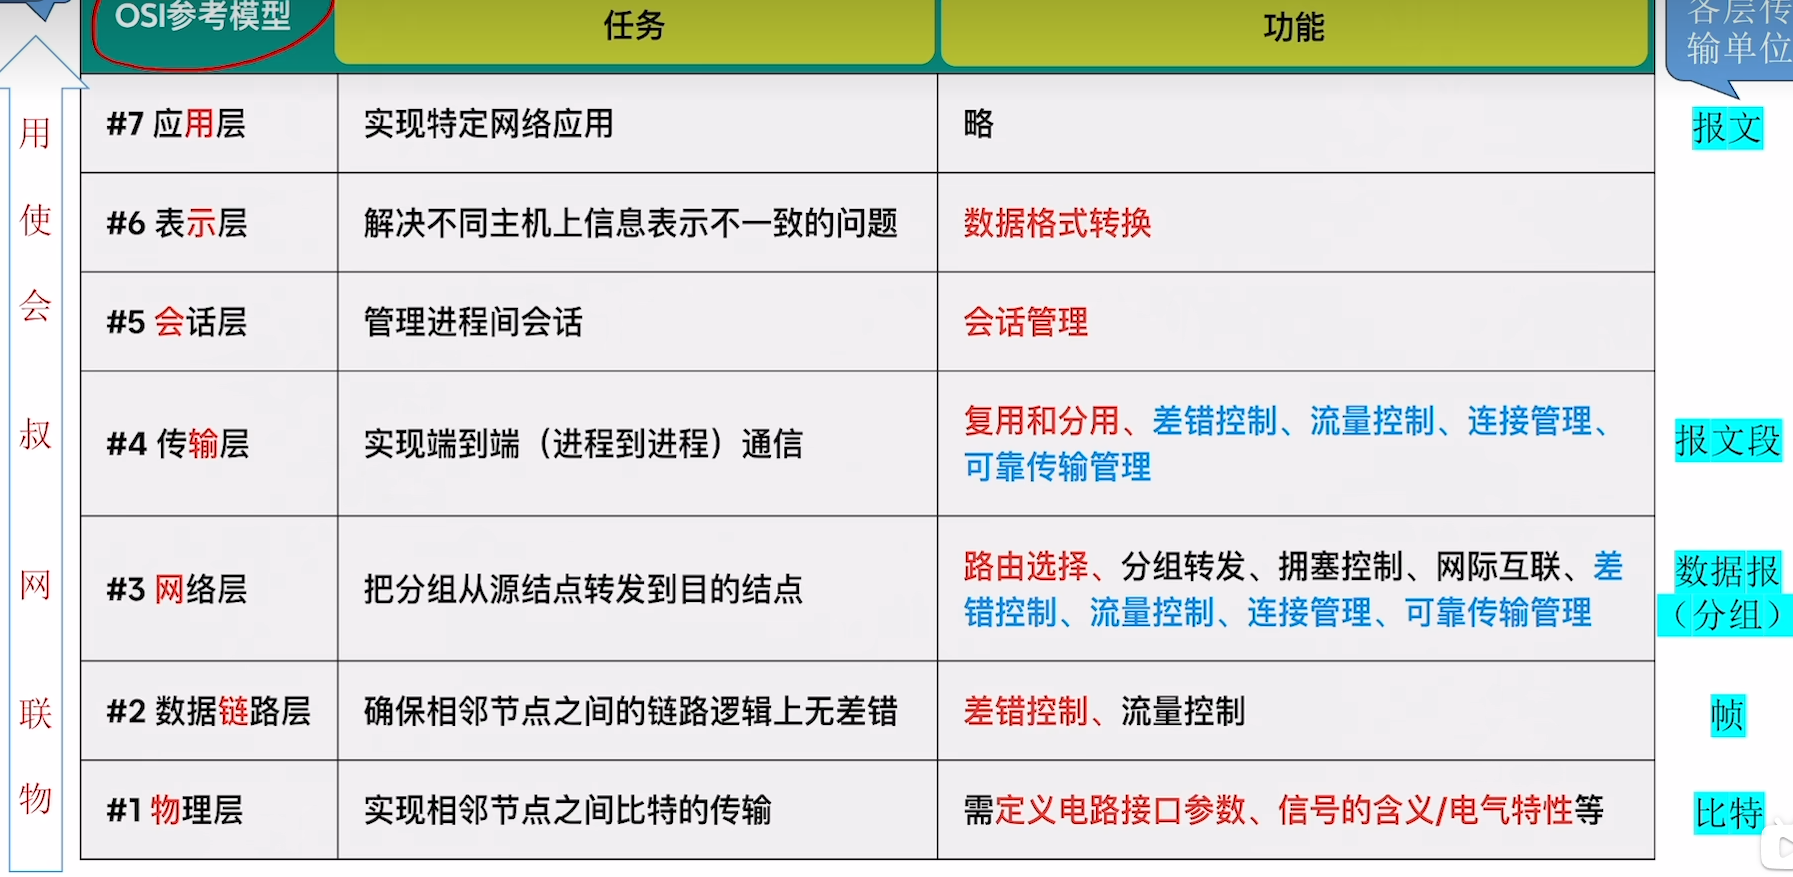 OSI参考模型
任务
功能
各层传
输单位
用
#7 应用层
实现特定网络应用
略
报文
使
#6 表示层
解决不同主机上信息表示不一致的问题
数据格式转换
会
#5 会话层
管理进程间会话
会话管理
叔
#4 传输层
实现端到端（进程到进程）通信
复用和分用、差错控制、流量控制、连接管理、
可靠传输管理
报文段
网
#3 网络层
把分组从源结点转发到目的结点
路由选择、分组转发、拥塞控制、网际互联、差
错控制、流量控制、连接管理、可靠传输管理
数据报
（分组）
联
#2 数据链路层
确保相邻节点之间的链路逻辑上无差错
差错控制、流量控制
帧
物
#1 物理层
实现相邻节点之间比特的传输
需定义电路接口参数、信号的含义/电气特性等
比特